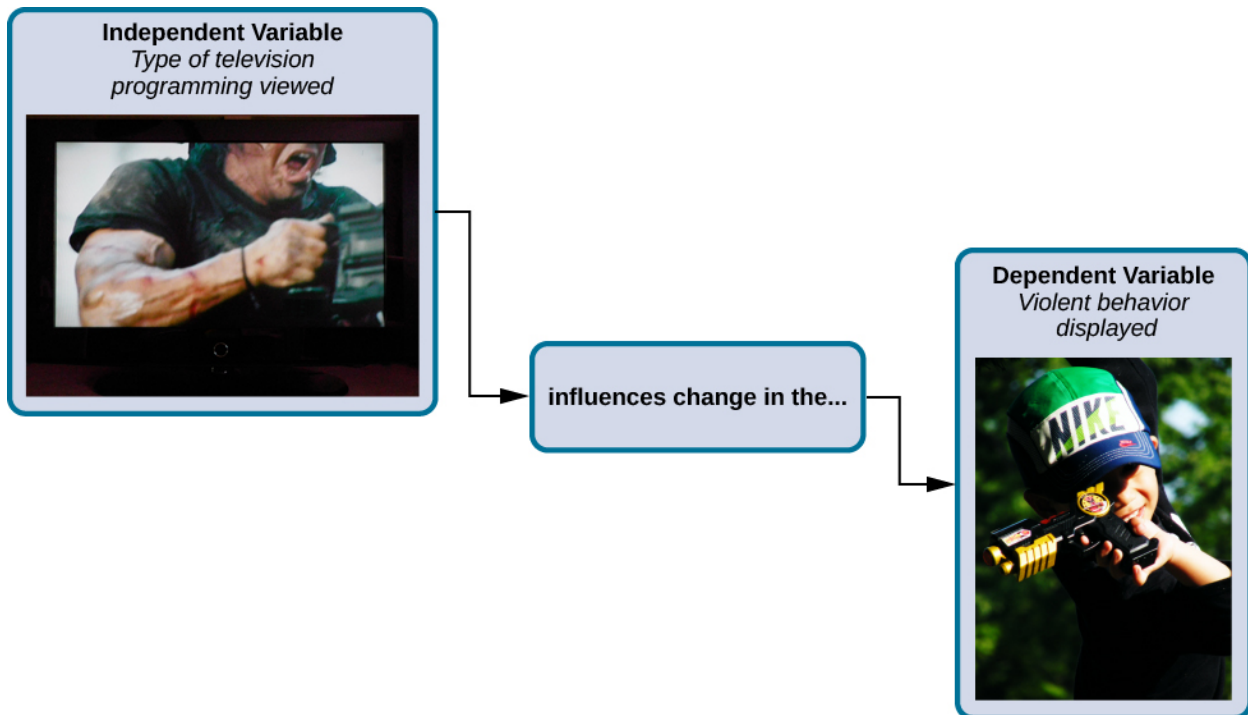 Independent Variable
Type of television
programming viewed
influences change in the...
Dependent Variable
Violent behavior
displayed
NIKE